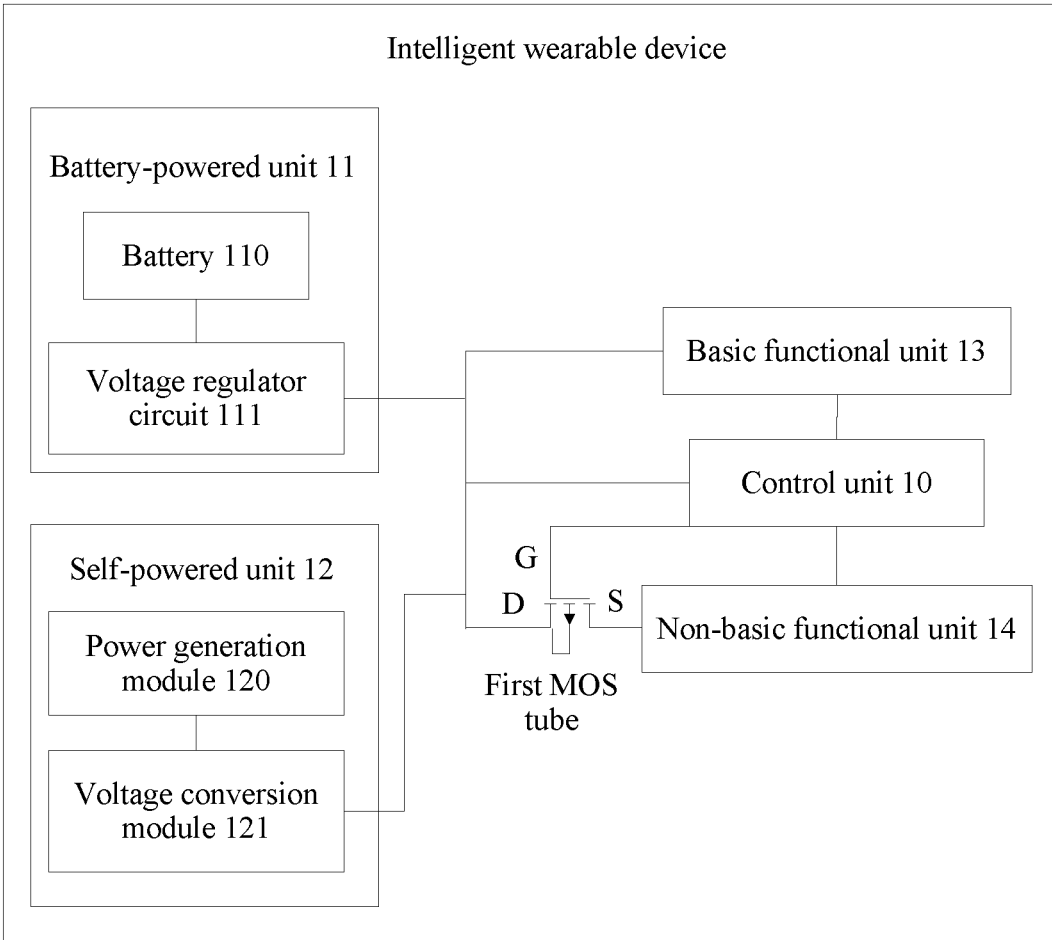 Intelligent wearable device
Battery-powered unit 11
Battery 110
Voltage regulator
circuit 111
Basic functional unit 13
Control unit 10
G
D
S
Non-basic functional unit 14
First MOS
tube
Self-powered unit 12
Power generation
module 120
Voltage conversion
module 121